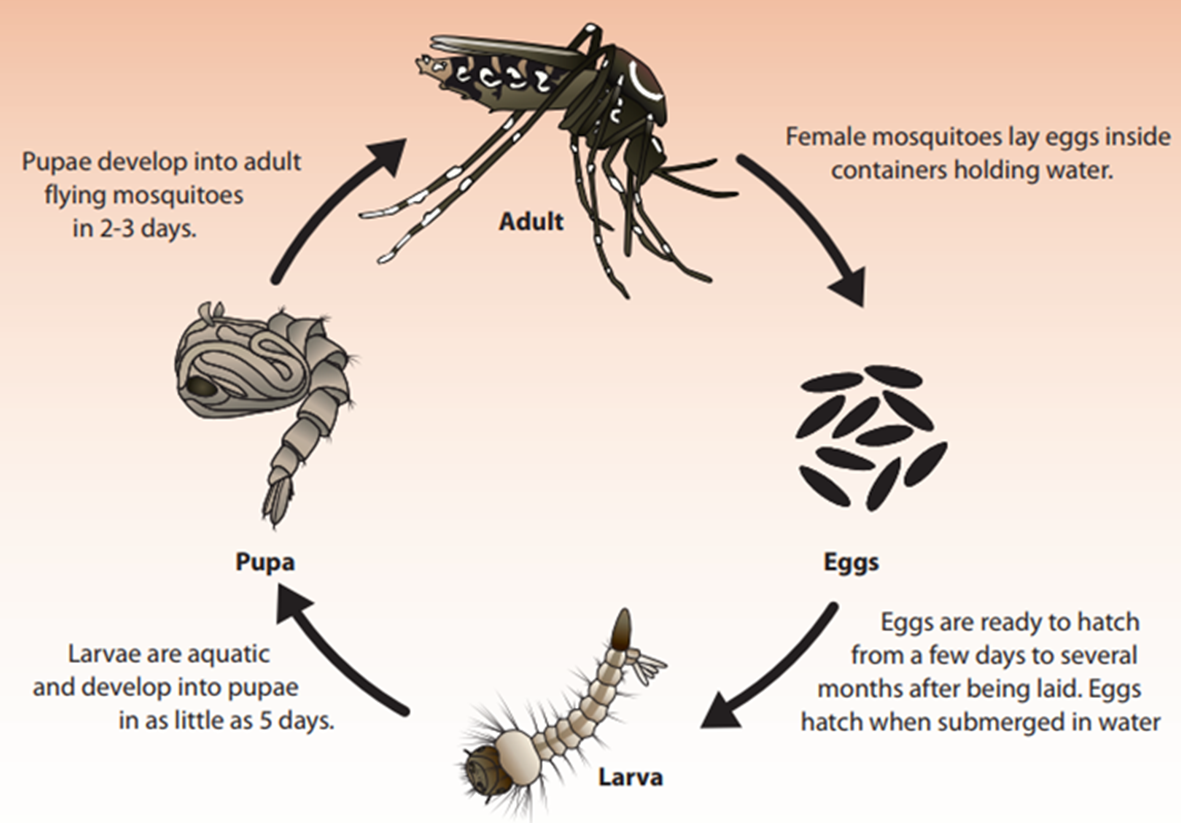 Adult
Female mosquitoes lay eggs inside
containers holding water.
Eggs
Eggs are ready to hatch
from a few days to several
months after being laid. Eggs
hatch when submerged in water
Larva
Larvae are aquatic
and develop into pupae
in as little as 5 days.
Pupa
Pupae develop into adult
flying mosquitoes
in 2-3 days.